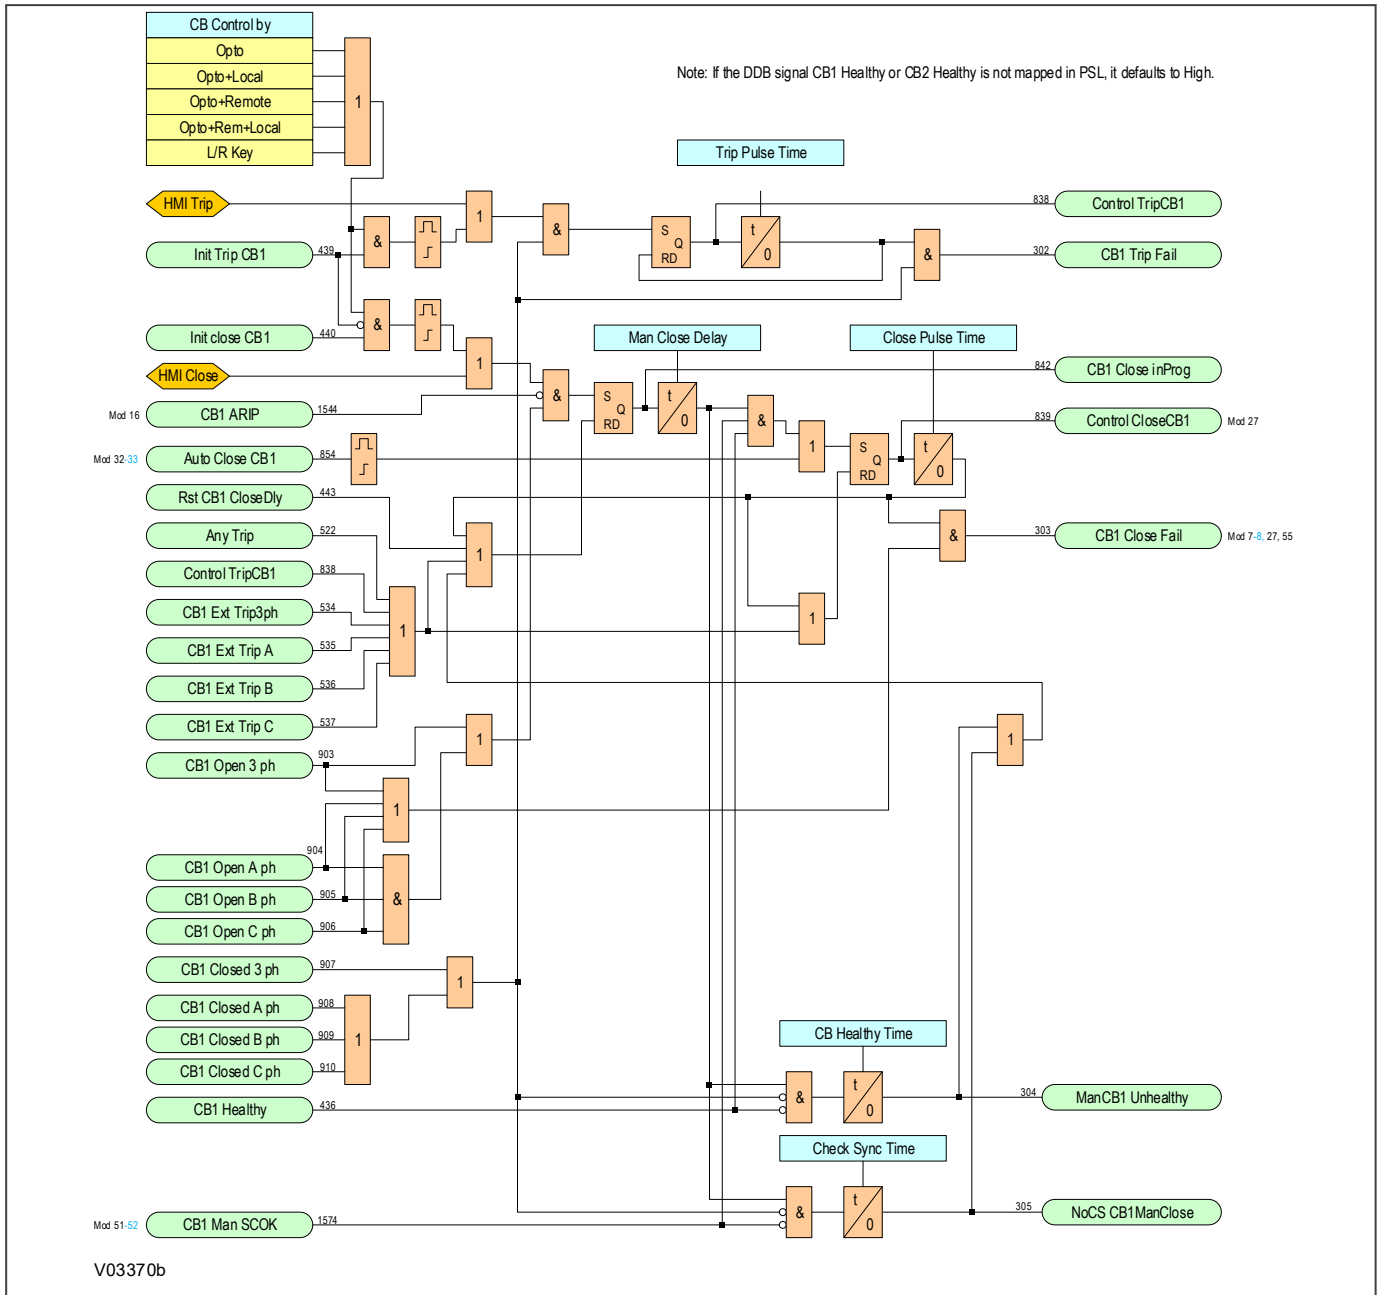 CB Control by
Opto
Opto+Local
Opto+Remote
Opto+Rem+Local
L/R Key
1
Note: If the DDB signal CB1 Healthy or CB2 Healthy is not mapped in PSL, it defaults to High.
Trip Pulse Time
HMI Trip
1
&
S
Q
RD
t
0
838
Control TripCB1
Init Trip CB1
439
&
&
302
CB1 Trip Fail
Init close CB1
440
&
Man Close Delay
Close Pulse Time
HMI Close
1
&
S
Q
RD
t
0
842
CB1 Close inProg
Mod 16
CB1 ARIP
1544
&
1
S
Q
RD
t
0
839
Control CloseCB1
Mod 27
Mod 32-33
Auto Close CB1
854
Rst CB1 CloseDly
443
Any Trip
522
1
&
303
CB1 Close Fail
Mod 7-8, 27, 55
Control TripCB1
838
CB1 Ext Trip3ph
534
1
1
CB1 Ext Trip A
535
CB1 Ext Trip B
536
CB1 Ext Trip C
537
1
1
CB1 Open 3 ph
903
1
CB1 Open A ph
904
CB1 Open B ph
905
&
CB1 Open C ph
906
CB1 Closed 3 ph
907
1
CB1 Closed A ph
908
CB1 Closed B ph
909
1
CB1 Closed C ph
910
CB Healthy Time
CB1 Healthy
436
&
t
0
304
ManCB1 Unhealthy
Check Sync Time
Mod 51-52
CB1 Man SCOK
1574
&
t
0
305
NoCS CB1ManClose
V03370b